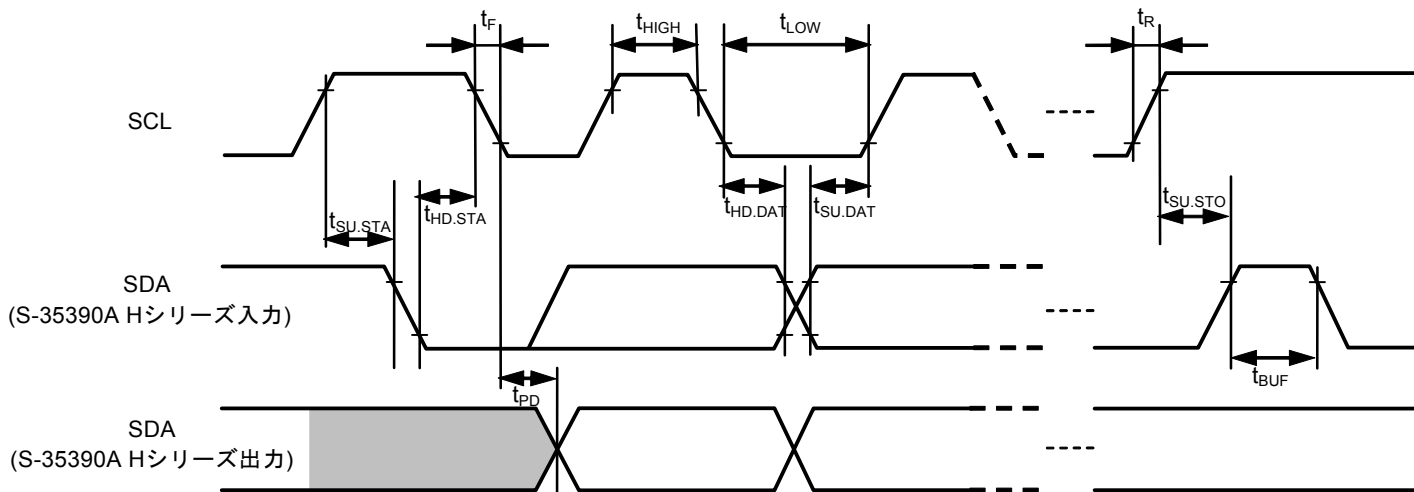 tF
tHIGH
tLOW
tR
SCL
tSU.STA
tHD.STA
tHD.DAT
tSU.DAT
tSU.STO
SDA
(S-35390A Hシリーズ入力)
tBUF
tPD
SDA
(S-35390A Hシリーズ出力)